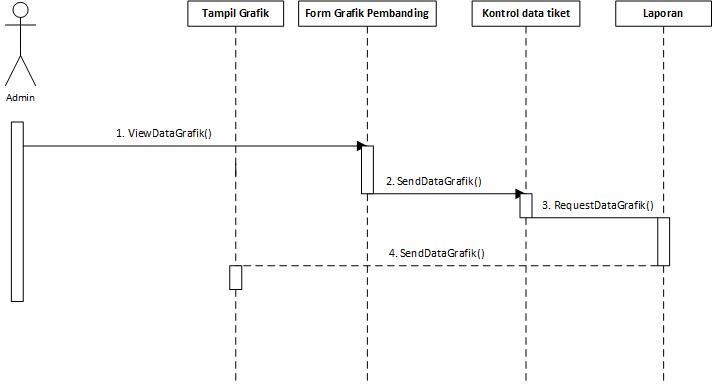 Tampil Grafik
Form Grafik Pembanding
Kontrol data tiket
Laporan
Admin
1. ViewDataGrafik()
2. SendDataGrafik()
3. RequestDataGrafik()
4. SendDataGrafik()